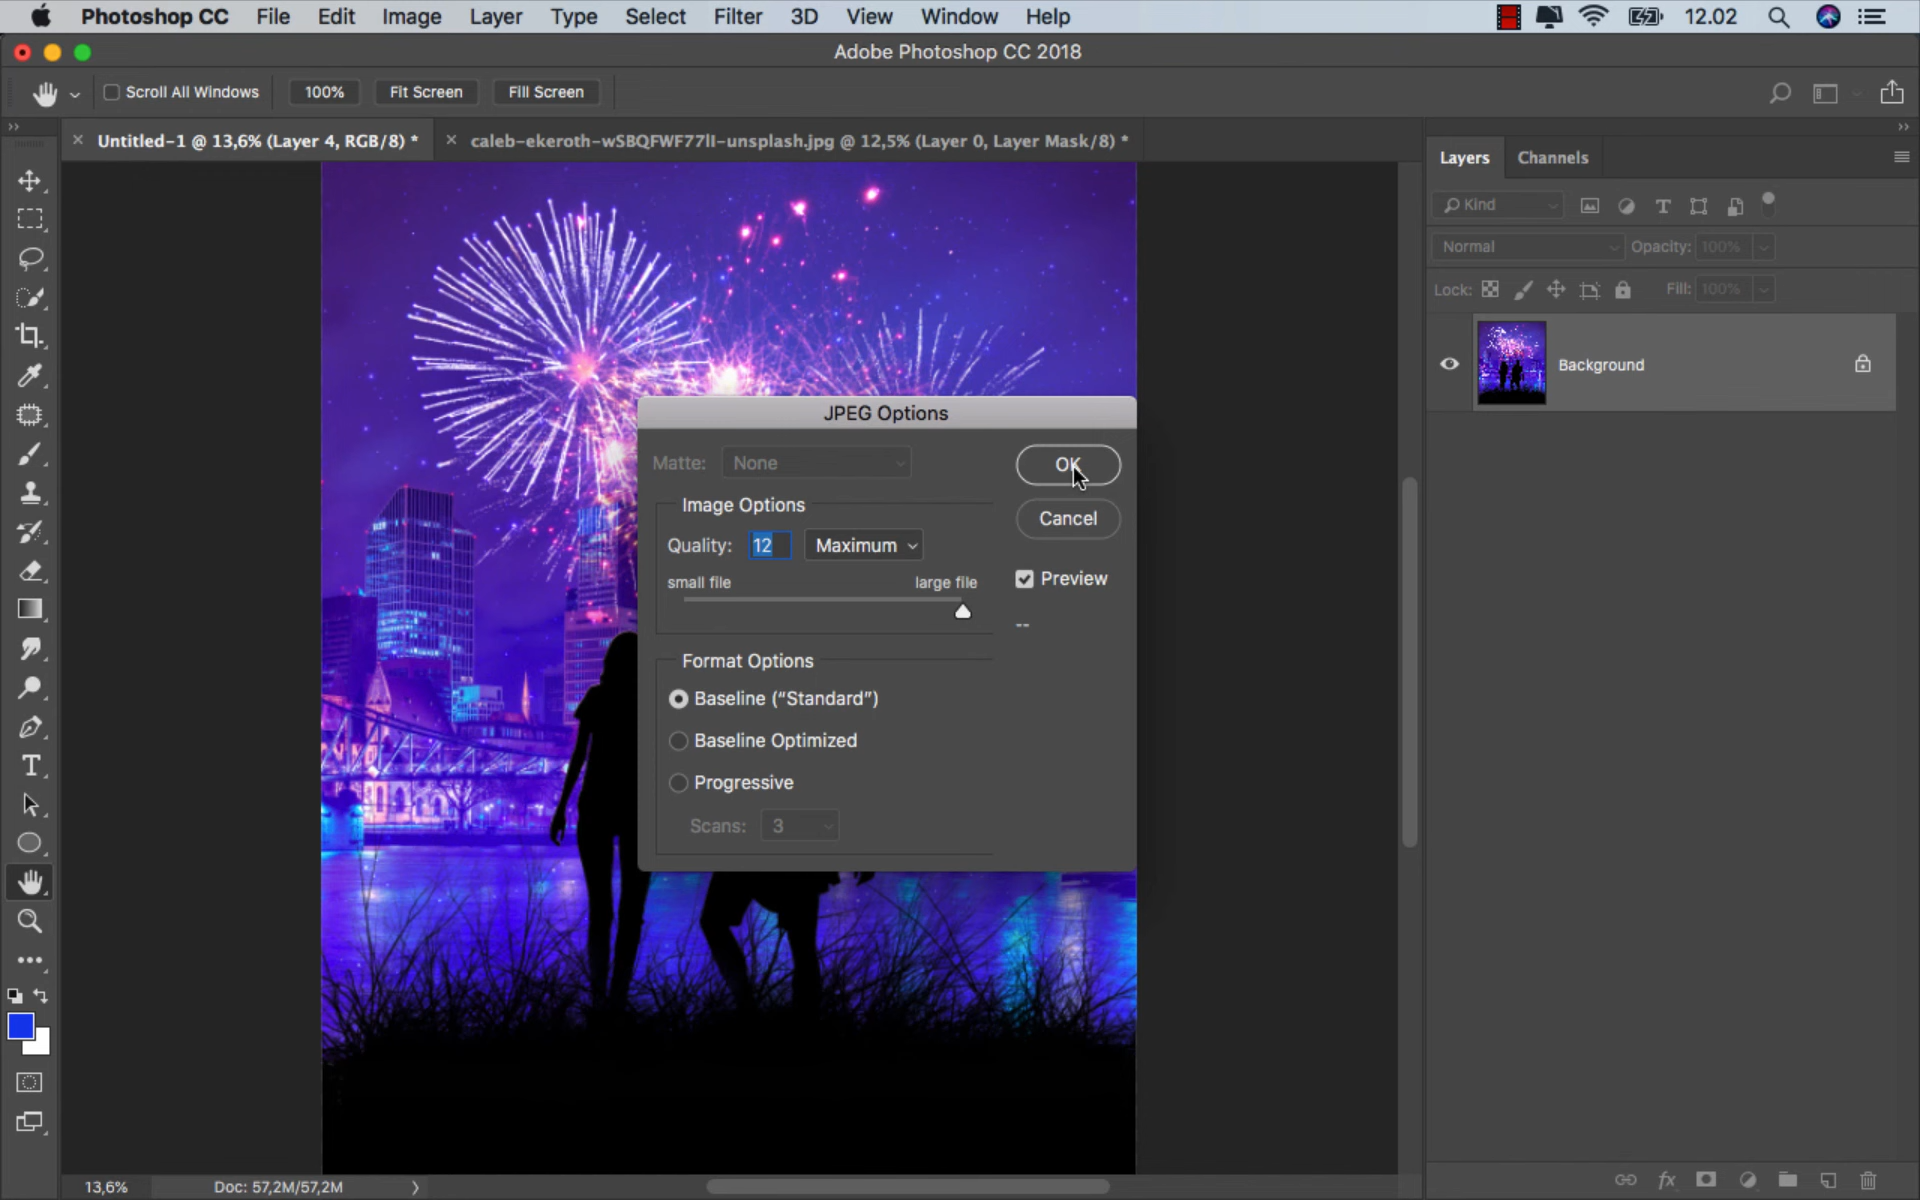 Photoshop CC File Edit Image Layer Type Select Filter 3D View Window Help 12.02
Adobe Photoshop CC 2018
Scroll All Windows 100% Fit Screen Fill Screen
Untitled-1 @ 13,6% (Layer 4, RGB/8) *
caleb-ekeroth-wSBQFWF77lI-unsplash.jpg @ 12,5% (Layer 0, Layer Mask/8) *
Layers Channels
Kind
Normal Opacity: 100%
Lock: Fill: 100%
Background
JPEG Options
Matte: None
OK
Cancel
Image Options
Quality: 12 Maximum
small file large file
Preview
--
Format Options
Baseline (“Standard”)
Baseline Optimized
Progressive
Scans: 3
13,6% Doc: 57,2M/57,2M